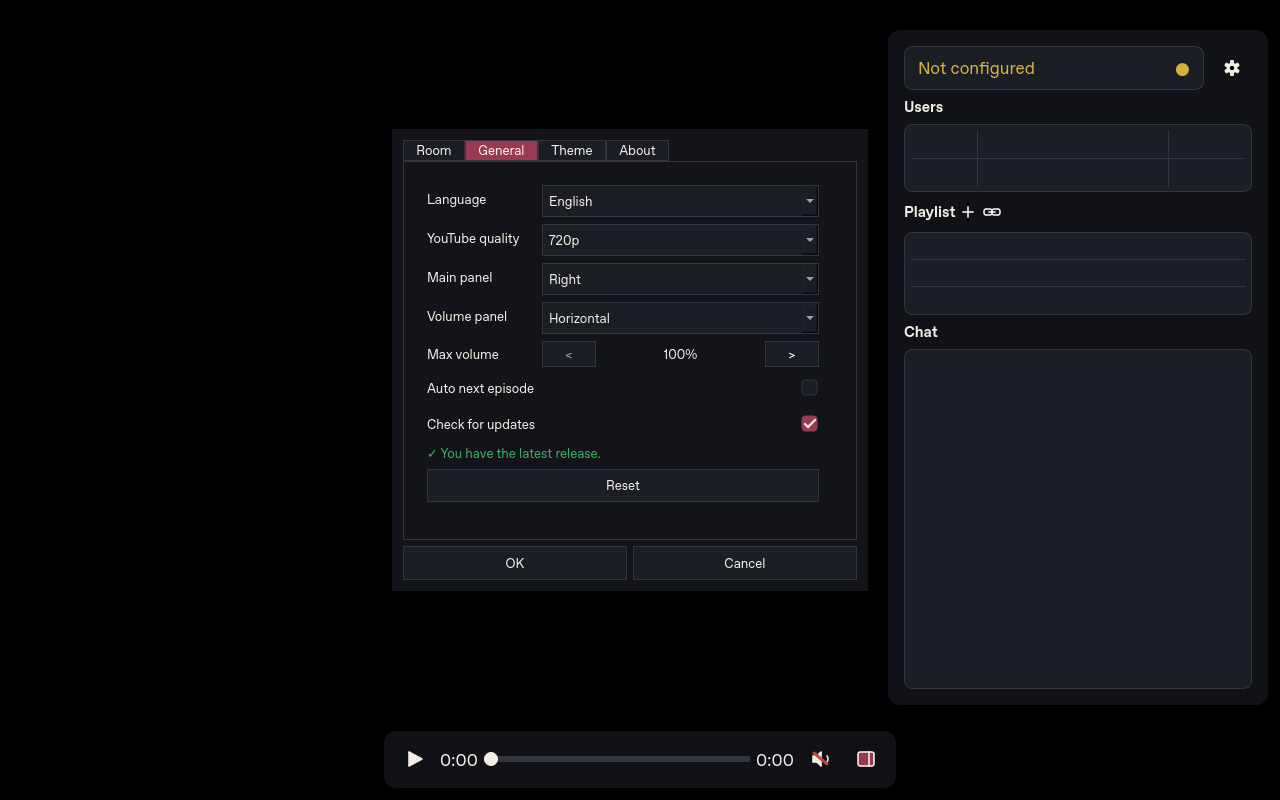 Not configured
Users
Playlist
Chat
Room General Theme About
Language English
YouTube quality 720p
Main panel Right
Volume panel Horizontal
Max volume < 100% >
Auto next episode
Check for updates
✓ You have the latest release.
Reset
OK Cancel
0:00 0:00